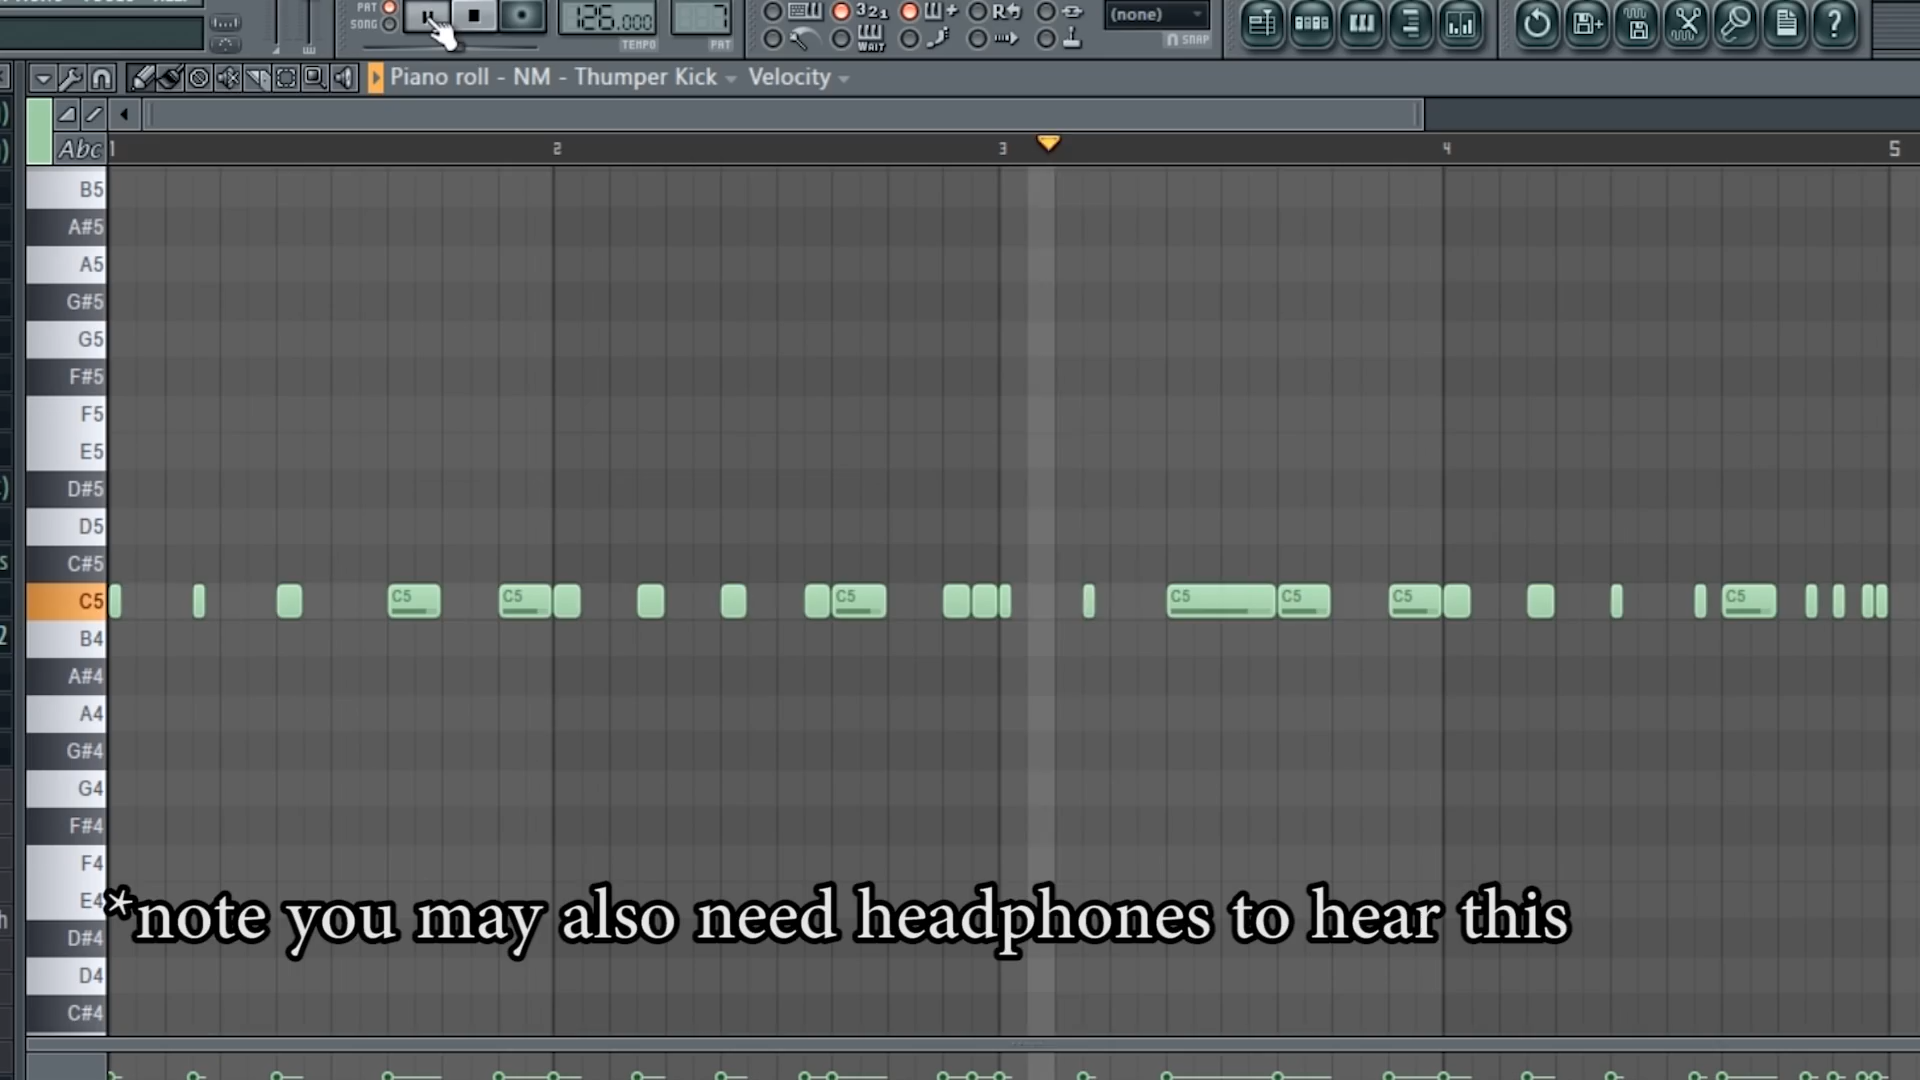 PAT
SONG
126.000
TEMPO
7
PAT
321
WAIT
R
(none)
SNAP
?
Piano roll - NM - Thumper Kick Velocity
Abc 1 2 3 4 5
B5
A#5
A5
G#5
G5
F#5
F5
E5
D#5
D5
C#5
C5 C5 C5 C5 C5 C5 C5 C5
B4
A#4
A4
G#4
G4
F#4
F4
E4
*note you may also need headphones to hear this
D#4
D4
C#4